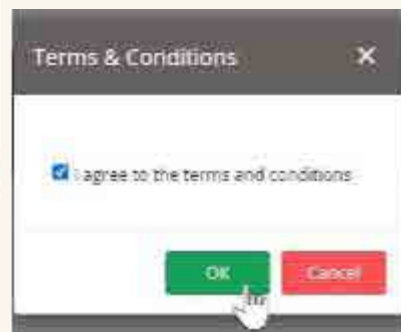 Terms & Conditions
I agree to the terms and conditions
OK
Cancel